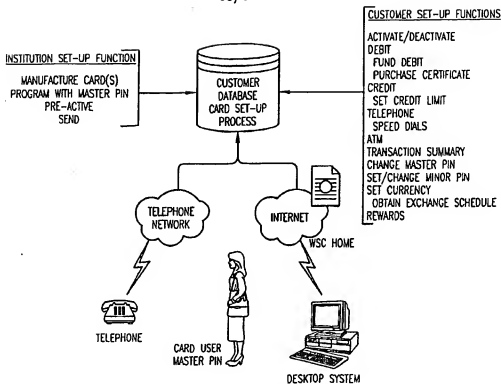 INSTITUTION SET-UP FUNCTION
MANUFACTURE CARD(S)
PROGRAM WITH MASTER PIN
PRE-ACTIVE
SEND
CUSTOMER
DATABASE
CARD SET-UP
PROCESS
CUSTOMER SET-UP FUNCTIONS
ACTIVATE/DEACTIVATE
DEBIT
FUND DEBIT
PURCHASE CERTIFICATE
CREDIT
SET CREDIT LIMIT
TELEPHONE
SPEED DIALS
ATM
TRANSACTION SUMMARY
CHANGE MASTER PIN
SET/CHANGE MINOR PIN
SET CURRENCY
OBTAIN EXCHANGE SCHEDULE
REWARDS
TELEPHONE
NETWORK
INTERNET
WSC HOME
TELEPHONE
CARD USER
MASTER PIN
DESKTOP SYSTEM